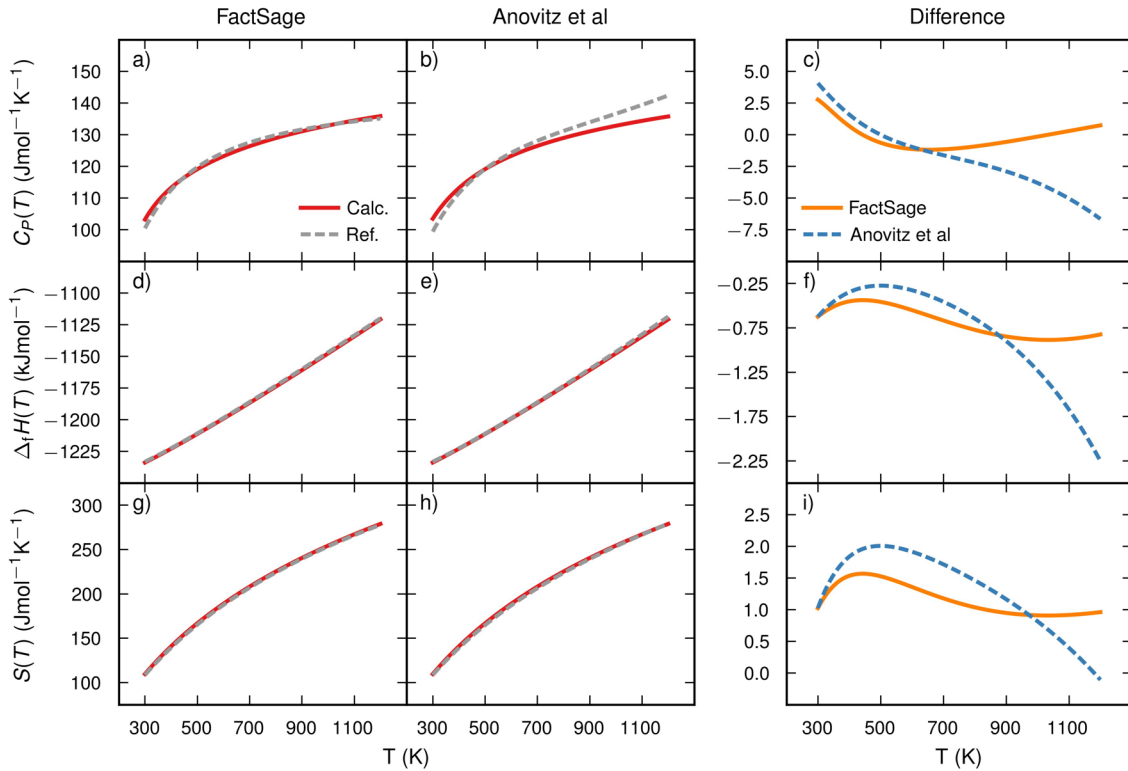 FactSage
Anovitz et al
Difference
a)
b)
c)
150
140
130
120
110
100
C_P(T) (Jmol⁻¹K⁻¹)
Calc.
Ref.
5.0
2.5
0.0
−2.5
−5.0
−7.5
FactSage
Anovitz et al
d)
e)
f)
−1100
−1125
−1150
−1175
−1200
−1225
Δ_fH(T) (kJmol⁻¹)
−0.25
−0.75
−1.25
−1.75
−2.25
g)
h)
i)
300
250
200
150
100
S(T) (Jmol⁻¹K⁻¹)
2.5
2.0
1.5
1.0
0.5
0.0
300 500 700 900 1100
300 500 700 900 1100
300 500 700 900 1100
T (K)
T (K)